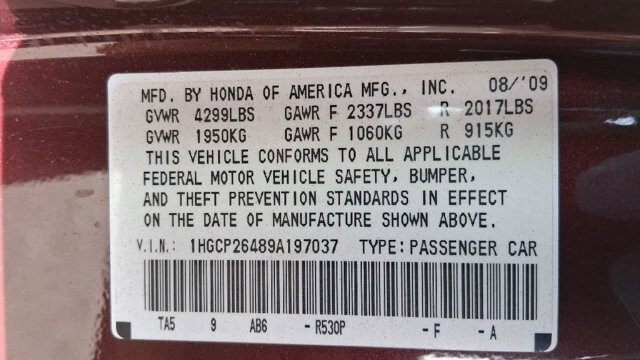 MFD. BY HONDA OF AMERICA MFG., INC. 08/'09
GVWR 4299LBS GAWR F 2337LBS R 2017LBS
GVWR 1950KG GAWR F 1060KG R 915KG
THIS VEHICLE CONFORMS TO ALL APPLICABLE
FEDERAL MOTOR VEHICLE SAFETY, BUMPER,
AND THEFT PREVENTION STANDARDS IN EFFECT
ON THE DATE OF MANUFACTURE SHOWN ABOVE.
V.I.N.: 1HGCP26489A197037 TYPE: PASSENGER CAR
TA5 9 AB6 - R530P - F - A